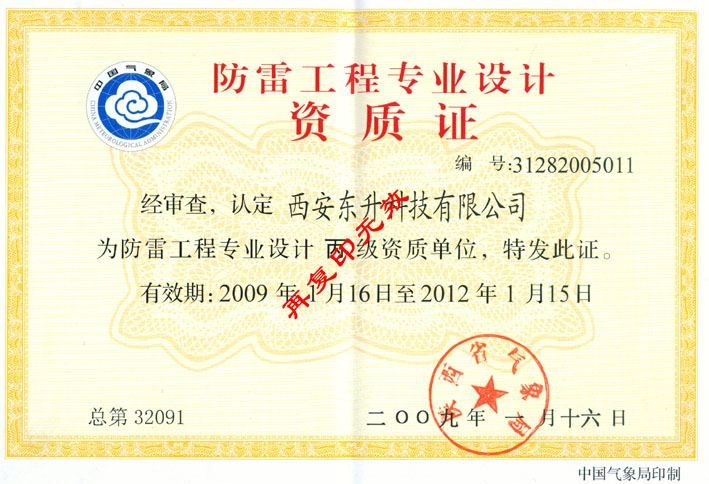 中国气象局
CHINA METEOROLOGICAL ADMINISTRATION
防雷工程专业设计
资质证
编 号:31282005011
经审查，认定 西安东升科技有限公司
为防雷工程专业设计 丙 级资质单位，特发此证。
有效期：2009 年 1 月16日至2012 年 1 月15日
再复印无效
陕西省气象局
总第 32091
二〇〇九年 一 月十六日
中国气象局印制